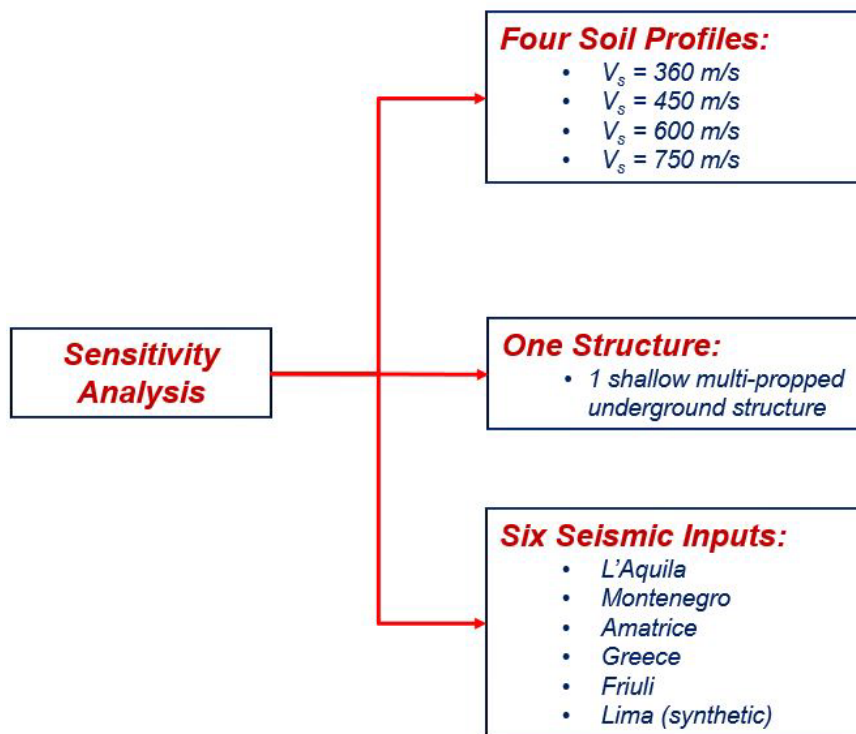 Four Soil Profiles:
• Vₛ = 360 m/s
• Vₛ = 450 m/s
• Vₛ = 600 m/s
• Vₛ = 750 m/s
Sensitivity
Analysis
One Structure:
• 1 shallow multi-propped
underground structure
Six Seismic Inputs:
• L’Aquila
• Montenegro
• Amatrice
• Greece
• Friuli
• Lima (synthetic)